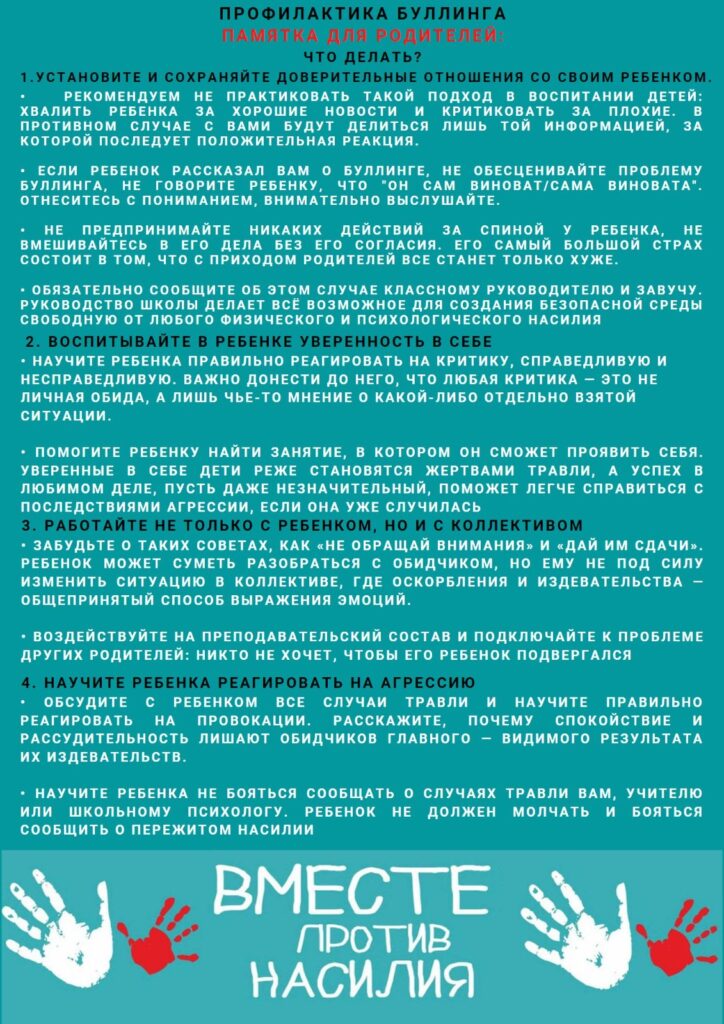 ПРОФИЛАКТИКА БУЛЛИНГА
ПАМЯТКА ДЛЯ РОДИТЕЛЕЙ:
ЧТО ДЕЛАТЬ?
1.УСТАНОВИТЕ И СОХРАНЯЙТЕ ДОВЕРИТЕЛЬНЫЕ ОТНОШЕНИЯ СО СВОИМ РЕБЕНКОМ.
• РЕКОМЕНДУЕМ НЕ ПРАКТИКОВАТЬ ТАКОЙ ПОДХОД В ВОСПИТАНИИ ДЕТЕЙ:
ХВАЛИТЬ РЕБЕНКА ЗА ХОРОШИЕ НОВОСТИ И КРИТИКОВАТЬ ЗА ПЛОХИЕ. В
ПРОТИВНОМ СЛУЧАЕ С ВАМИ БУДУТ ДЕЛИТЬСЯ ЛИШЬ ТОЙ ИНФОРМАЦИЕЙ, ЗА
КОТОРОЙ ПОСЛЕДУЕТ ПОЛОЖИТЕЛЬНАЯ РЕАКЦИЯ.
• ЕСЛИ РЕБЕНОК РАССКАЗАЛ ВАМ О БУЛЛИНГЕ, НЕ ОБЕСЦЕНИВАЙТЕ ПРОБЛЕМУ
БУЛЛИНГА, НЕ ГОВОРИТЕ РЕБЕНКУ, ЧТО "ОН САМ ВИНОВАТ/САМА ВИНОВАТА".
ОТНЕСИТЕСЬ С ПОНИМАНИЕМ, ВНИМАТЕЛЬНО ВЫСЛУШАЙТЕ.
• НЕ ПРЕДПРИНИМАЙТЕ НИКАКИХ ДЕЙСТВИЙ ЗА СПИНОЙ У РЕБЕНКА, НЕ
ВМЕШИВАЙТЕСЬ В ЕГО ДЕЛА БЕЗ ЕГО СОГЛАСИЯ. ЕГО САМЫЙ БОЛЬШОЙ СТРАХ
СОСТОИТ В ТОМ, ЧТО С ПРИХОДОМ РОДИТЕЛЕЙ ВСЕ СТАНЕТ ТОЛЬКО ХУЖЕ.
• ОБЯЗАТЕЛЬНО СООБЩИТЕ ОБ ЭТОМ СЛУЧАЕ КЛАССНОМУ РУКОВОДИТЕЛЮ И ЗАВУЧУ.
РУКОВОДСТВО ШКОЛЫ ДЕЛАЕТ ВСЁ ВОЗМОЖНОЕ ДЛЯ СОЗДАНИЯ БЕЗОПАСНОЙ СРЕДЫ
СВОБОДНУЮ ОТ ЛЮБОГО ФИЗИЧЕСКОГО И ПСИХОЛОГИЧЕСКОГО НАСИЛИЯ
2. ВОСПИТЫВАЙТЕ В РЕБЕНКЕ УВЕРЕННОСТЬ В СЕБЕ
• НАУЧИТЕ РЕБЕНКА ПРАВИЛЬНО РЕАГИРОВАТЬ НА КРИТИКУ, СПРАВЕДЛИВУЮ И
НЕСПРАВЕДЛИВУЮ. ВАЖНО ДОНЕСТИ ДО НЕГО, ЧТО ЛЮБАЯ КРИТИКА — ЭТО НЕ
ЛИЧНАЯ ОБИДА, А ЛИШЬ ЧЬЕ-ТО МНЕНИЕ О КАКОЙ-ЛИБО ОТДЕЛЬНО ВЗЯТОЙ
СИТУАЦИИ.
• ПОМОГИТЕ РЕБЕНКУ НАЙТИ ЗАНЯТИЕ, В КОТОРОМ ОН СМОЖЕТ ПРОЯВИТЬ СЕБЯ.
УВЕРЕННЫЕ В СЕБЕ ДЕТИ РЕЖЕ СТАНОВЯТСЯ ЖЕРТВАМИ ТРАВЛИ, А УСПЕХ В
ЛЮБИМОМ ДЕЛЕ, ПУСТЬ ДАЖЕ НЕЗНАЧИТЕЛЬНЫЙ, ПОМОЖЕТ ЛЕГЧЕ СПРАВИТЬСЯ С
ПОСЛЕДСТВИЯМИ АГРЕССИИ, ЕСЛИ ОНА УЖЕ СЛУЧИЛАСЬ
3. РАБОТАЙТЕ НЕ ТОЛЬКО С РЕБЕНКОМ, НО И С КОЛЛЕКТИВОМ
• ЗАБУДЬТЕ О ТАКИХ СОВЕТАХ, КАК «НЕ ОБРАЩАЙ ВНИМАНИЯ» И «ДАЙ ИМ СДАЧИ».
РЕБЕНОК МОЖЕТ СУМЕТЬ РАЗОБРАТЬСЯ С ОБИДЧИКОМ, НО ЕМУ НЕ ПОД СИЛУ
ИЗМЕНИТЬ СИТУАЦИЮ В КОЛЛЕКТИВЕ, ГДЕ ОСКОРБЛЕНИЯ И ИЗДЕВАТЕЛЬСТВА —
ОБЩЕПРИНЯТЫЙ СПОСОБ ВЫРАЖЕНИЯ ЭМОЦИЙ.
• ВОЗДЕЙСТВУЙТЕ НА ПРЕПОДАВАТЕЛЬСКИЙ СОСТАВ И ПОДКЛЮЧАЙТЕ К ПРОБЛЕМЕ
ДРУГИХ РОДИТЕЛЕЙ: НИКТО НЕ ХОЧЕТ, ЧТОБЫ ЕГО РЕБЕНОК ПОДВЕРГАЛСЯ
4. НАУЧИТЕ РЕБЕНКА РЕАГИРОВАТЬ НА АГРЕССИЮ
• ОБСУДИТЕ С РЕБЕНКОМ ВСЕ СЛУЧАИ ТРАВЛИ И НАУЧИТЕ ПРАВИЛЬНО
РЕАГИРОВАТЬ НА ПРОВОКАЦИИ. РАССКАЖИТЕ, ПОЧЕМУ СПОКОЙСТВИЕ И
РАССУДИТЕЛЬНОСТЬ ЛИШАЮТ ОБИДЧИКОВ ГЛАВНОГО — ВИДИМОГО РЕЗУЛЬТАТА
ИХ ИЗДЕВАТЕЛЬСТВ.
• НАУЧИТЕ РЕБЕНКА НЕ БОЯТЬСЯ СООБЩАТЬ О СЛУЧАЯХ ТРАВЛИ ВАМ, УЧИТЕЛЮ
ИЛИ ШКОЛЬНОМУ ПСИХОЛОГУ. РЕБЕНОК НЕ ДОЛЖЕН МОЛЧАТЬ И БОЯТЬСЯ
СООБЩИТЬ О ПЕРЕЖИТОМ НАСИЛИИ
ВМЕСТЕ
ПРОТИВ
НАСИЛИЯ